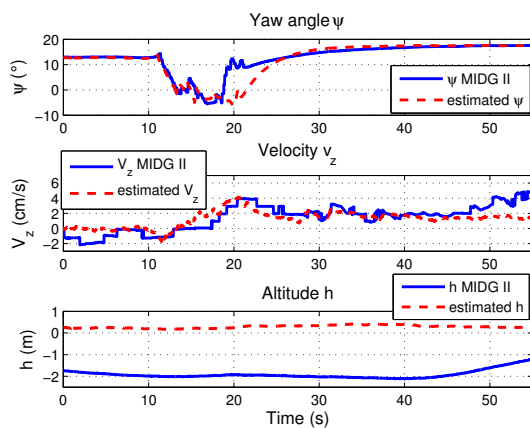 Yaw angle ψ
20
10
0
−10
ψ (°)
ψ MIDG II
estimated ψ
0 10 20 30 40 50
Velocity v_z
V_z MIDG II
estimated V_z
6
4
2
0
−2
V_z (cm/s)
0 10 20 30 40 50
Altitude h
h MIDG II
estimated h
1
0
−1
−2
h (m)
0 10 20 30 40 50
Time (s)